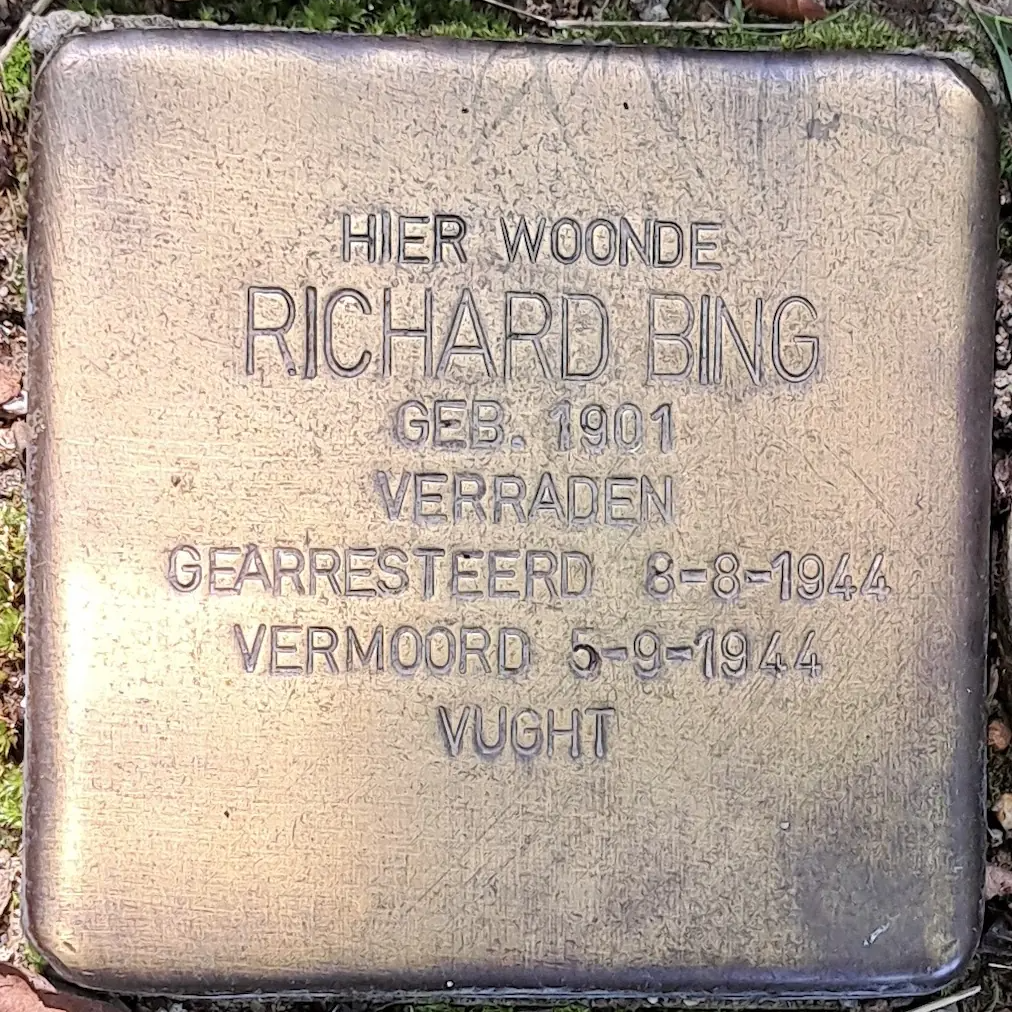 HIER WOONDE
RICHARD BING
GEB. 1901
VERRADEN
GEARRESTEERD 8-8-1944
VERMOORD 5-9-1944
VUGHT